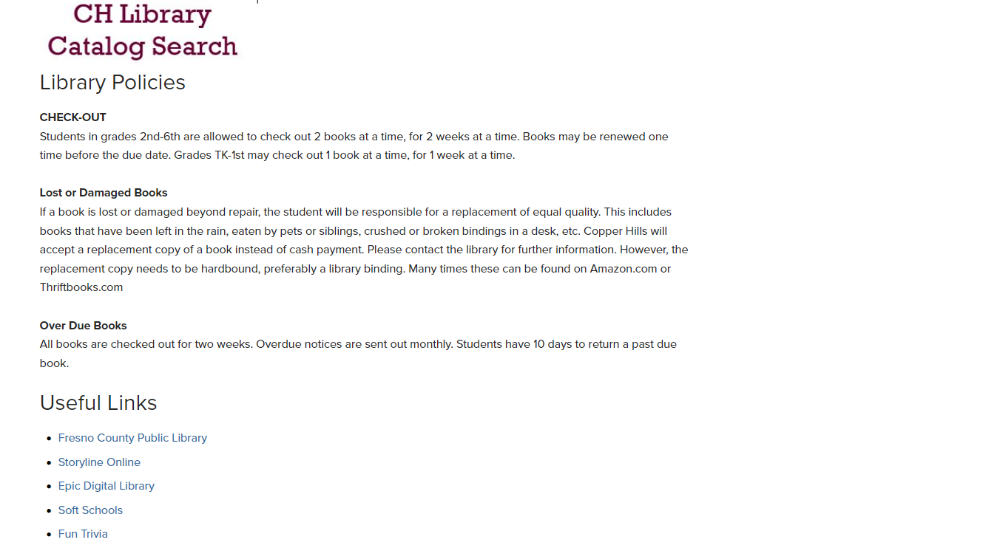 CH Library
Catalog Search
Library Policies
CHECK-OUT
Students in grades 2nd-6th are allowed to check out 2 books at a time, for 2 weeks at a time. Books may be renewed one
time before the due date. Grades TK-1st may check out 1 book at a time, for 1 week at a time.
Lost or Damaged Books
If a book is lost or damaged beyond repair, the student will be responsible for a replacement of equal quality. This includes
books that have been left in the rain, eaten by pets or siblings, crushed or broken bindings in a desk, etc. Copper Hills will
accept a replacement copy of a book instead of cash payment. Please contact the library for further information. However, the
replacement copy needs to be hardbound, preferably a library binding. Many times these can be found on Amazon.com or
Thriftbooks.com
Over Due Books
All books are checked out for two weeks. Overdue notices are sent out monthly. Students have 10 days to return a past due
book.
Useful Links
• Fresno County Public Library
• Storyline Online
• Epic Digital Library
• Soft Schools
• Fun Trivia